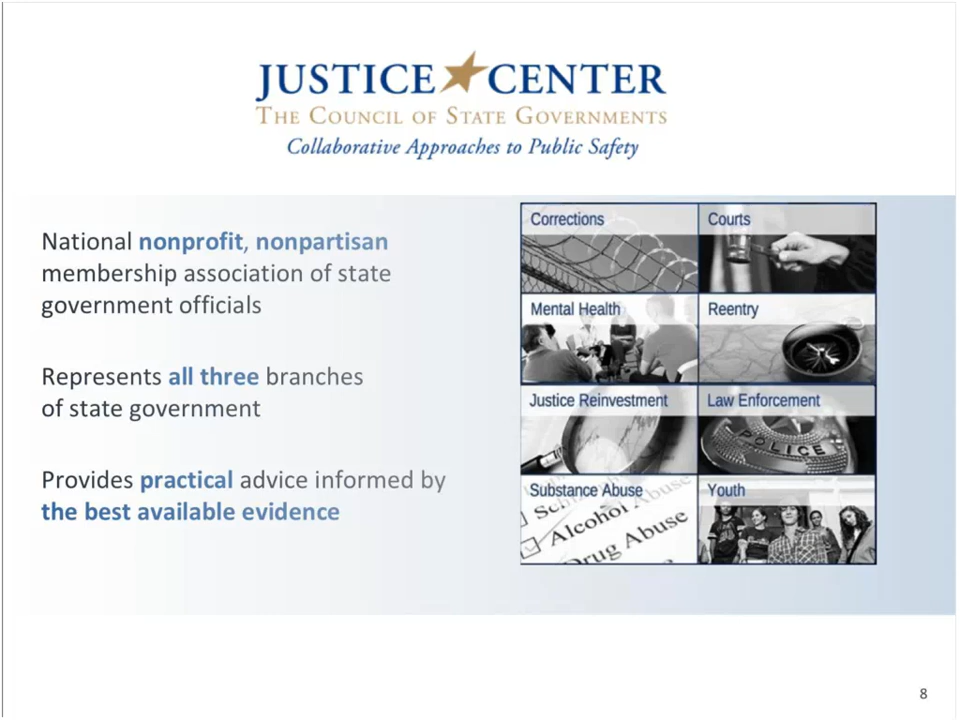 JUSTICE CENTER
THE COUNCIL OF STATE GOVERNMENTS
Collaborative Approaches to Public Safety
National nonprofit, nonpartisan
membership association of state
government officials
Represents all three branches
of state government
Provides practical advice informed by
the best available evidence
Corrections
Courts
Mental Health
Reentry
Justice Reinvestment
Law Enforcement
POLICE
Substance Abuse
Youth
Alcohol Abuse
Drug Abuse
8